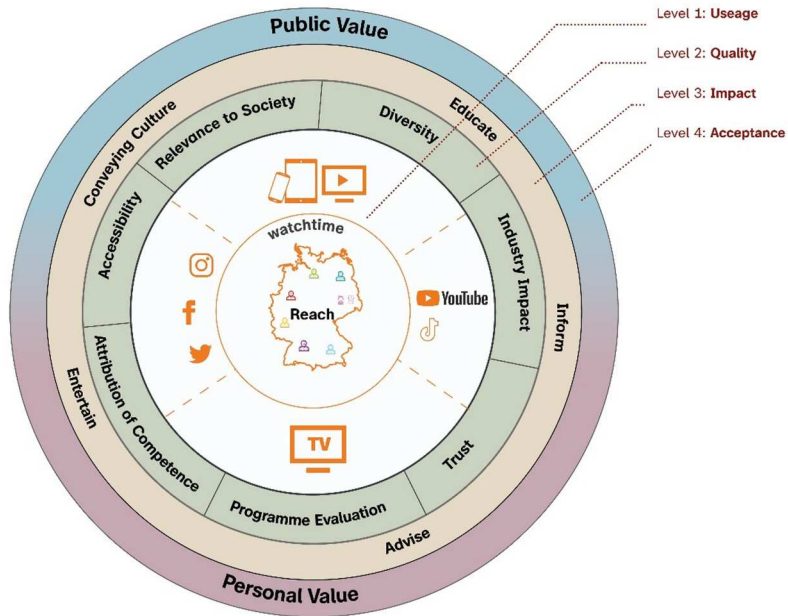 Public Value
Level 1: Useage
Level 2: Quality
Level 3: Impact
Level 4: Acceptance
Conveying Culture
Educate
Inform
Advise
Entertain
Relevance to Society
Diversity
Industry Impact
Trust
Programme Evaluation
Attribution of Competence
Accessibility
watchtime
Reach
YouTube
TV
Personal Value